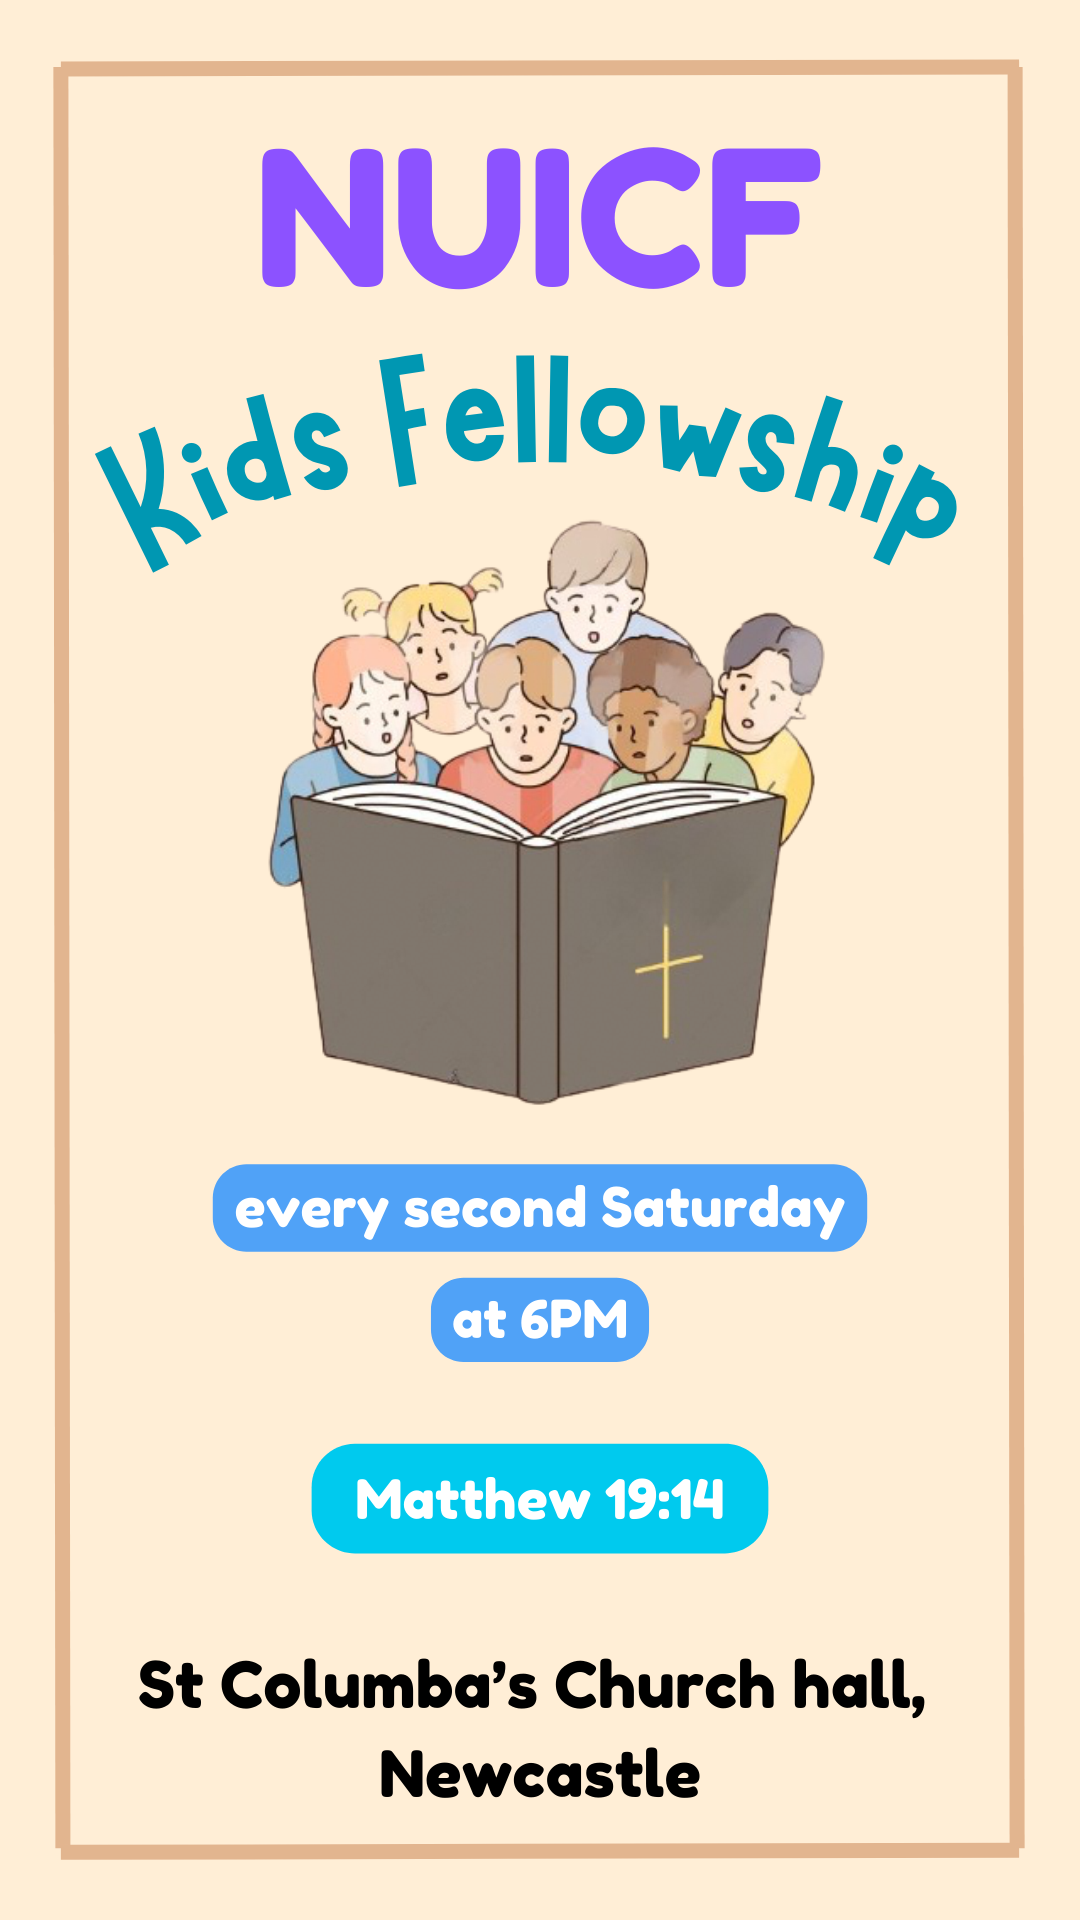 NUICF
Kids Fellowship
every second Saturday
at 6PM
Matthew 19:14
St Columba’s Church hall,
Newcastle